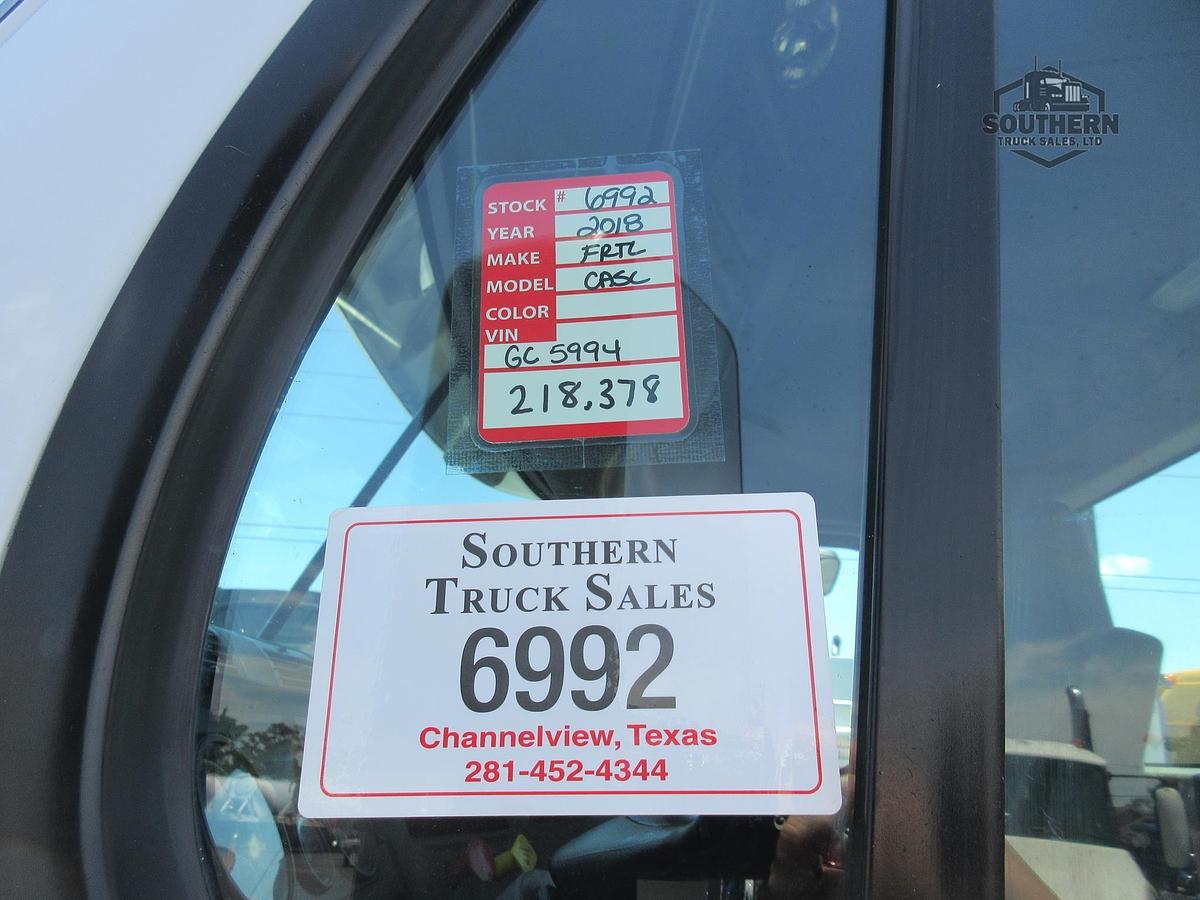 SOUTHERN
TRUCK SALES, LTD
STOCK # 6992
YEAR 2018
MAKE FRTL
MODEL CASC
COLOR
VIN
GC 5994
218,378
SOUTHERN
TRUCK SALES
6992
Channelview, Texas
281-452-4344